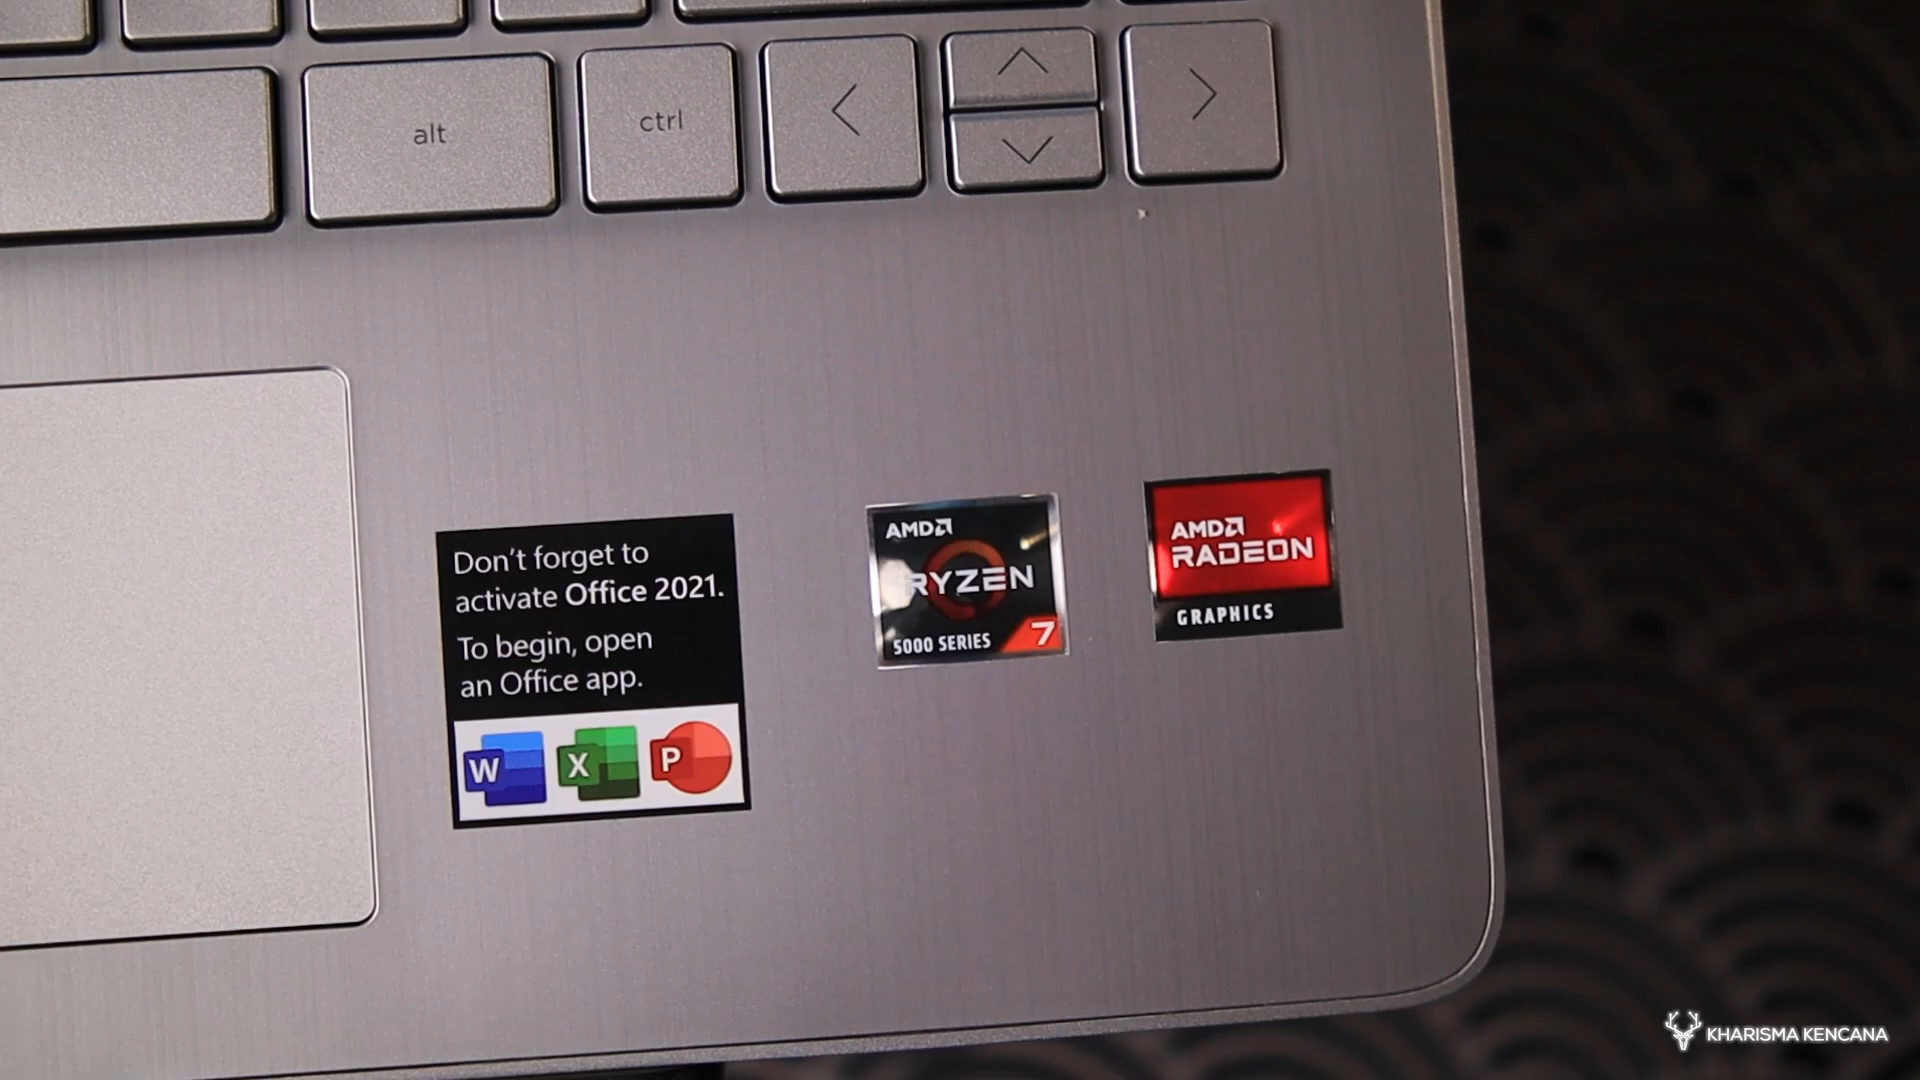 alt
ctrl
Don't forget to
activate Office 2021.
To begin, open
an Office app.
W X P
AMD
RYZEN
5000 SERIES 7
AMD
RADEON
GRAPHICS
KHARISMA KENCANA